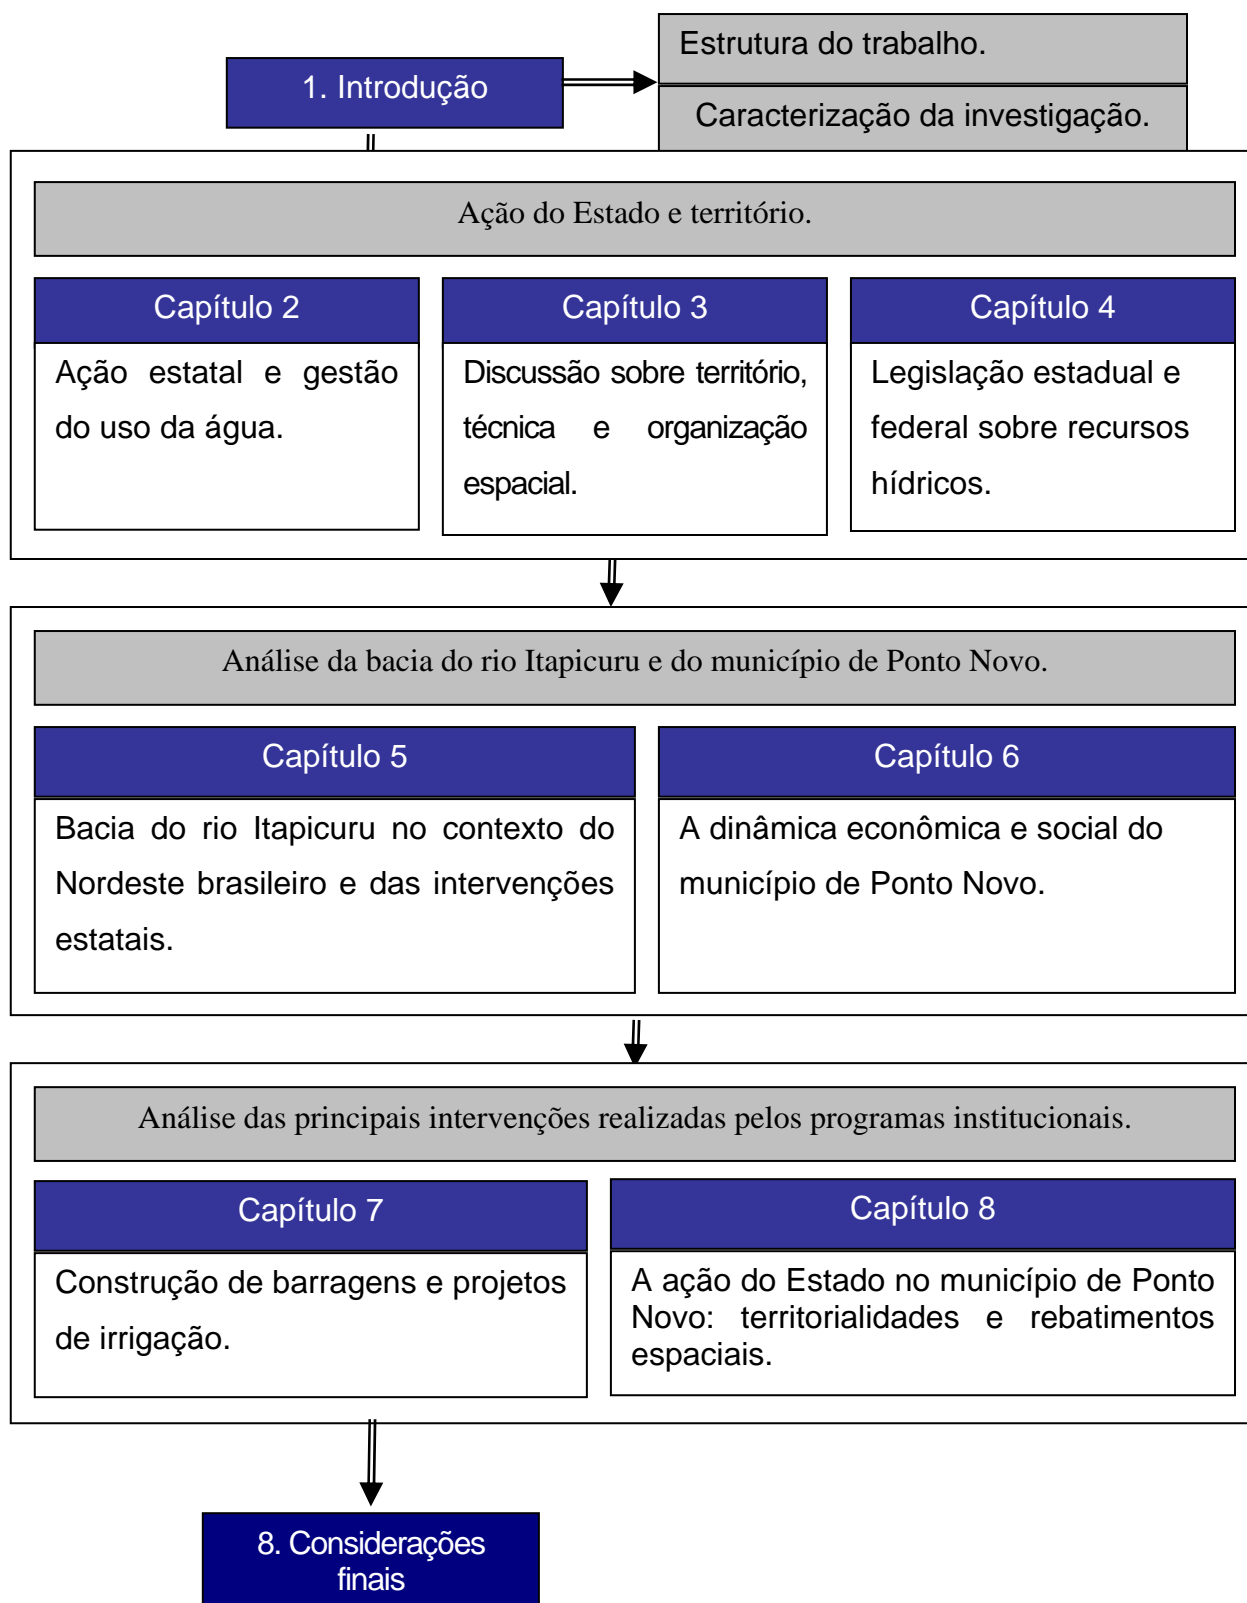 1. Introdução
Estrutura do trabalho.
Caracterização da investigação.
Ação do Estado e território.
Capítulo 2
Ação estatal e gestão
do uso da água.
Capítulo 3
Discussão sobre território,
técnica e organização
espacial.
Capítulo 4
Legislação estadual e
federal sobre recursos
hídricos.
Análise da bacia do rio Itapicuru e do município de Ponto Novo.
Capítulo 5
Bacia do rio Itapicuru no contexto do
Nordeste brasileiro e das intervenções
estatais.
Capítulo 6
A dinâmica econômica e social do
município de Ponto Novo.
Análise das principais intervenções realizadas pelos programas institucionais.
Capítulo 7
Construção de barragens e projetos
de irrigação.
Capítulo 8
A ação do Estado no município de Ponto
Novo: territorialidades e rebatimentos
espaciais.
8. Considerações
finais